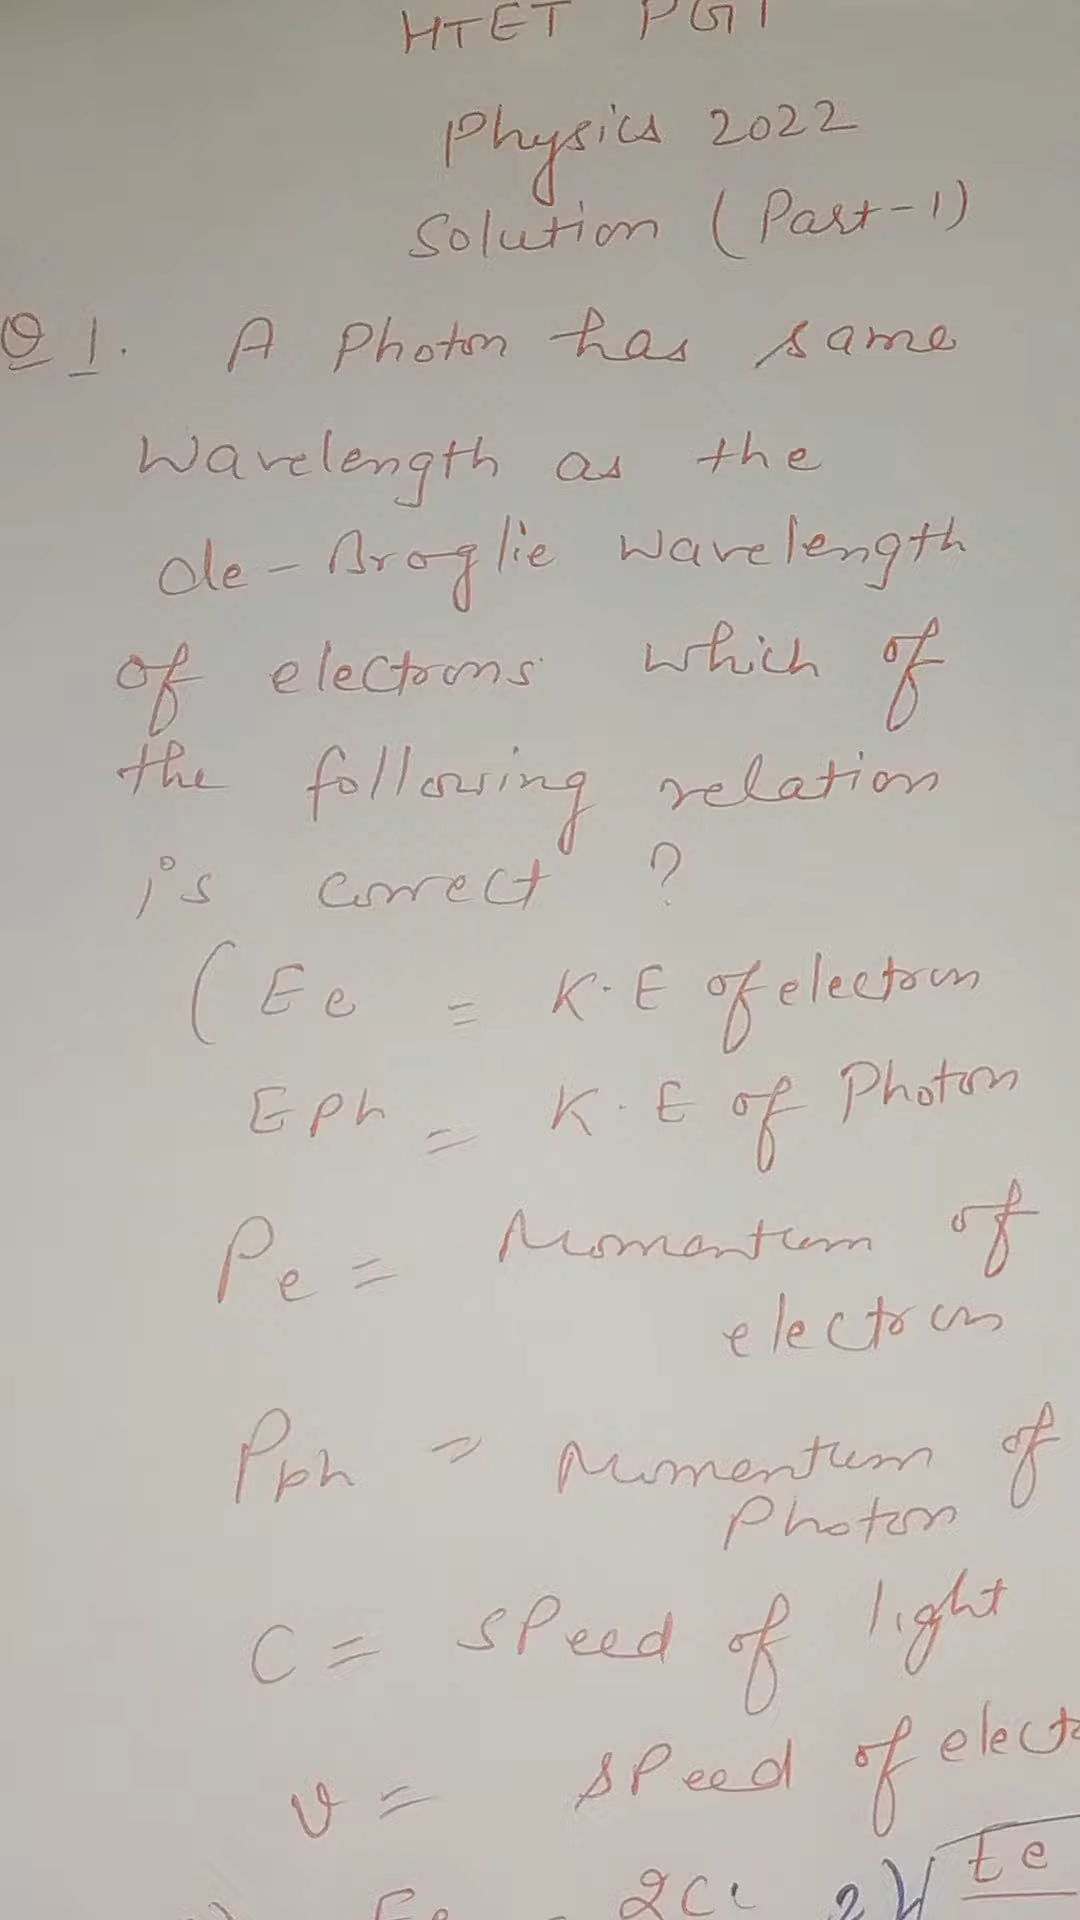 HTET PGT
Physics 2022
Solution (Part-1)
Q1. A Photon has same
Wavelength as the
de-Broglie wavelength
of electrons which of
the following relation
is correct ?
(Ee = K.E of electron
EPh = K.E of Photon
Pe = Momentum of
electron
Pph = Momentum of
Photon
C = SPeed of light
v = SPeed of elect
Ee